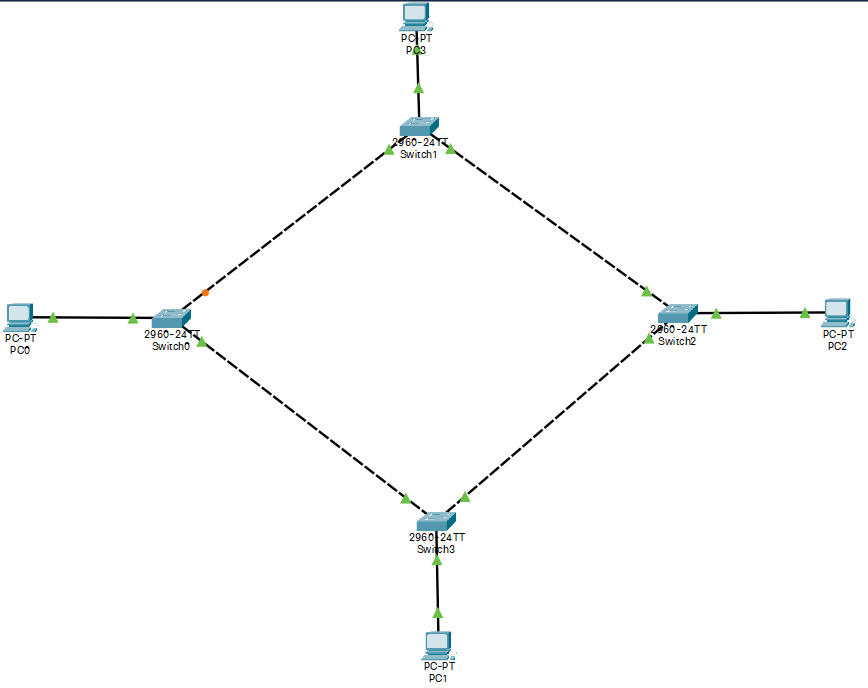 PC-PT
PC3
2960-24TT
Switch1
PC-PT
PC0
2960-24TT
Switch0
2960-24TT
Switch2
PC-PT
PC2
2960-24TT
Switch3
PC-PT
PC1